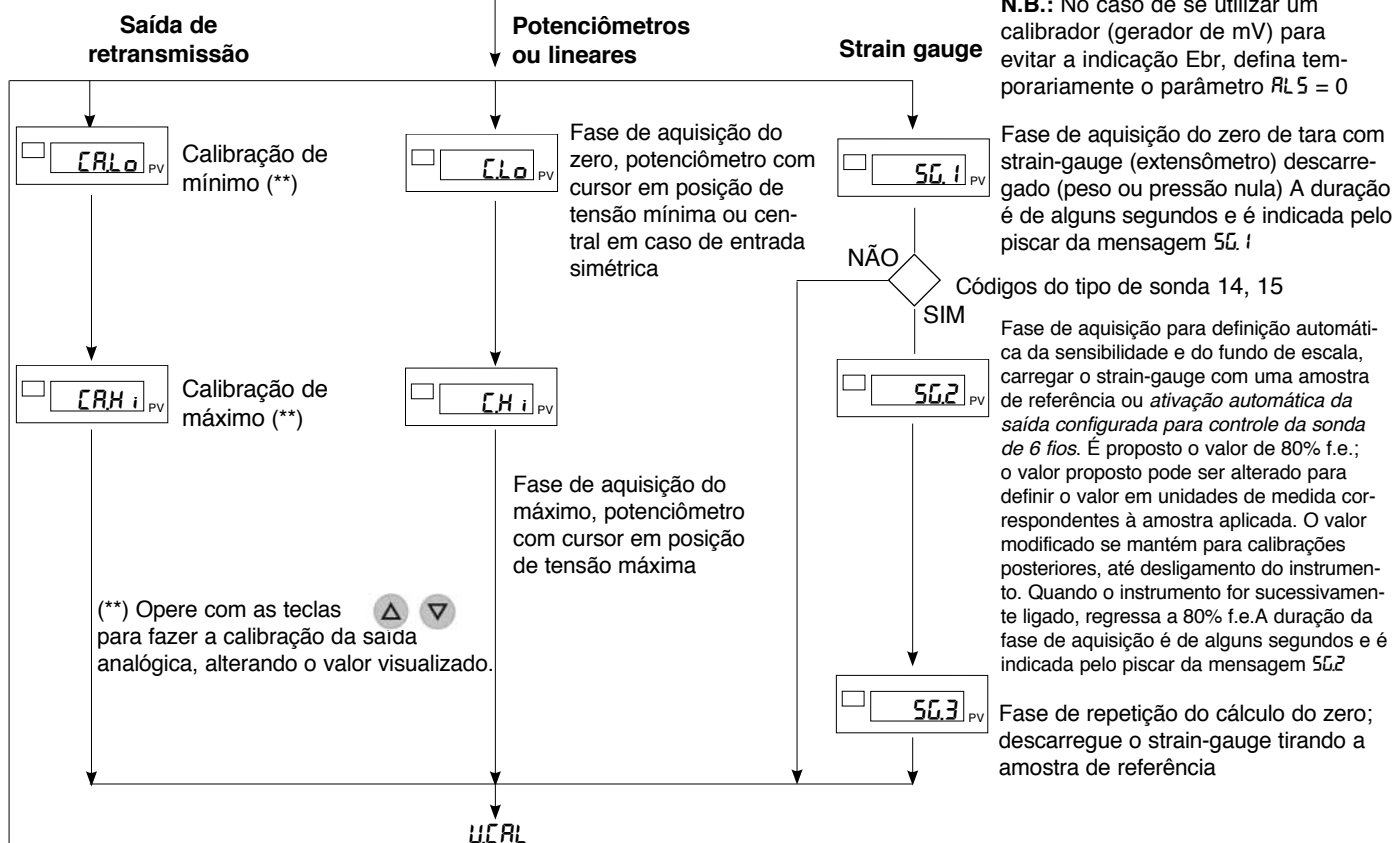 Saída de
retransmissão
CA.Lo PV
Calibração de
mínimo (**)
CA.Hi PV
Calibração de
máximo (**)
(**) Opere com as teclas
para fazer a calibração da saída
analógica, alterando o valor visualizado.
Potenciômetros
ou lineares
C.Lo PV
Fase de aquisição do
zero, potenciômetro com
cursor em posição de
tensão mínima ou cen-
tral em caso de entrada
simétrica
C.Hi PV
Fase de aquisição do
máximo, potenciômetro
com cursor em posição
de tensão máxima
Strain gauge
N.B.: No caso de se utilizar um
calibrador (gerador de mV) para
evitar a indicação Ebr, defina tem-
porariamente o parâmetro AL5 = 0
SG.1 PV
Fase de aquisição do zero de tara com
strain-gauge (extensômetro) descarre-
gado (peso ou pressão nula) A duração
é de alguns segundos e é indicada pelo
piscar da mensagem SG.1
NÃO
Códigos do tipo de sonda 14, 15
SIM
SG.2 PV
Fase de aquisição para definição automáti-
ca da sensibilidade e do fundo de escala,
carregar o strain-gauge com uma amostra
de referência ou ativação automática da
saída configurada para controle da sonda
de 6 fios. É proposto o valor de 80% f.e.;
o valor proposto pode ser alterado para
definir o valor em unidades de medida cor-
respondentes à amostra aplicada. O valor
modificado se mantém para calibrações
posteriores, até desligamento do instrumen-
to. Quando o instrumento for sucessivamen-
te ligado, regressa a 80% f.e.A duração da
fase de aquisição é de alguns segundos e é
indicada pelo piscar da mensagem SG.2
SG.3 PV
Fase de repetição do cálculo do zero;
descarregue o strain-gauge tirando a
amostra de referência
U.CAL